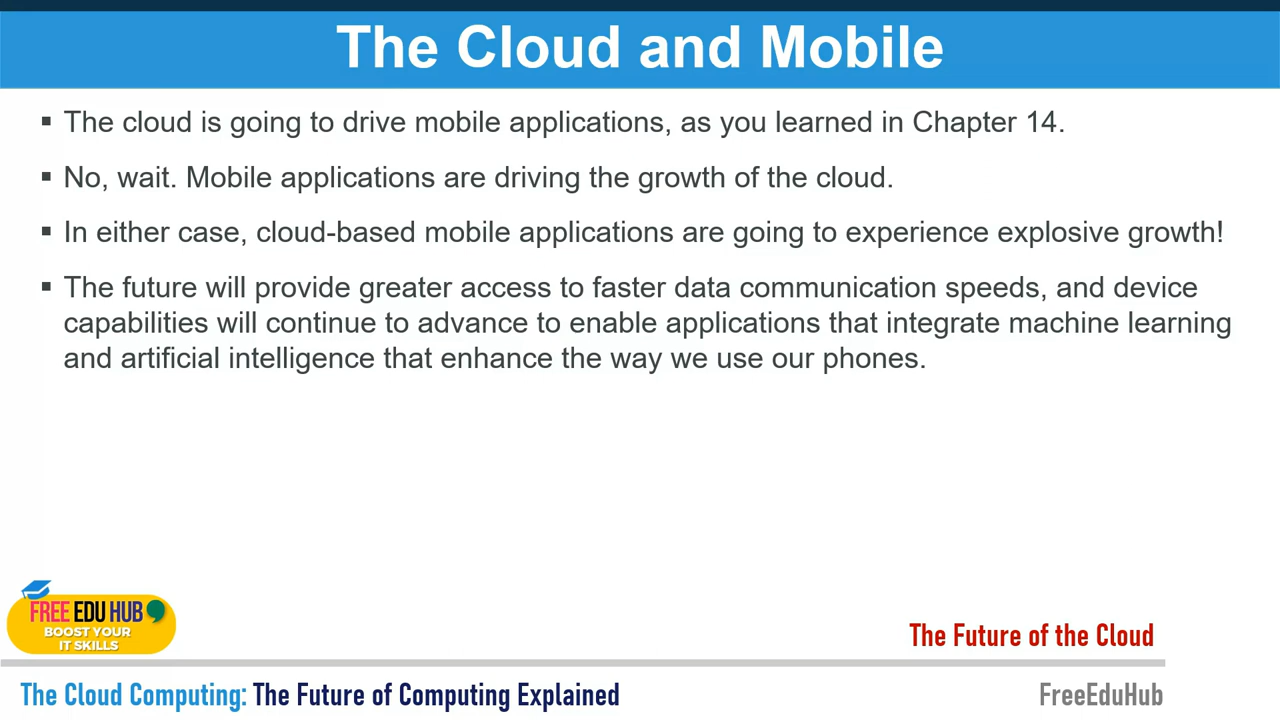 The Cloud and Mobile
▪ The cloud is going to drive mobile applications, as you learned in Chapter 14.
▪ No, wait. Mobile applications are driving the growth of the cloud.
▪ In either case, cloud-based mobile applications are going to experience explosive growth!
▪ The future will provide greater access to faster data communication speeds, and device
capabilities will continue to advance to enable applications that integrate machine learning
and artificial intelligence that enhance the way we use our phones.
FREE EDU HUB
BOOST YOUR
IT SKILLS
The Future of the Cloud
The Cloud Computing: The Future of Computing Explained
FreeEduHub